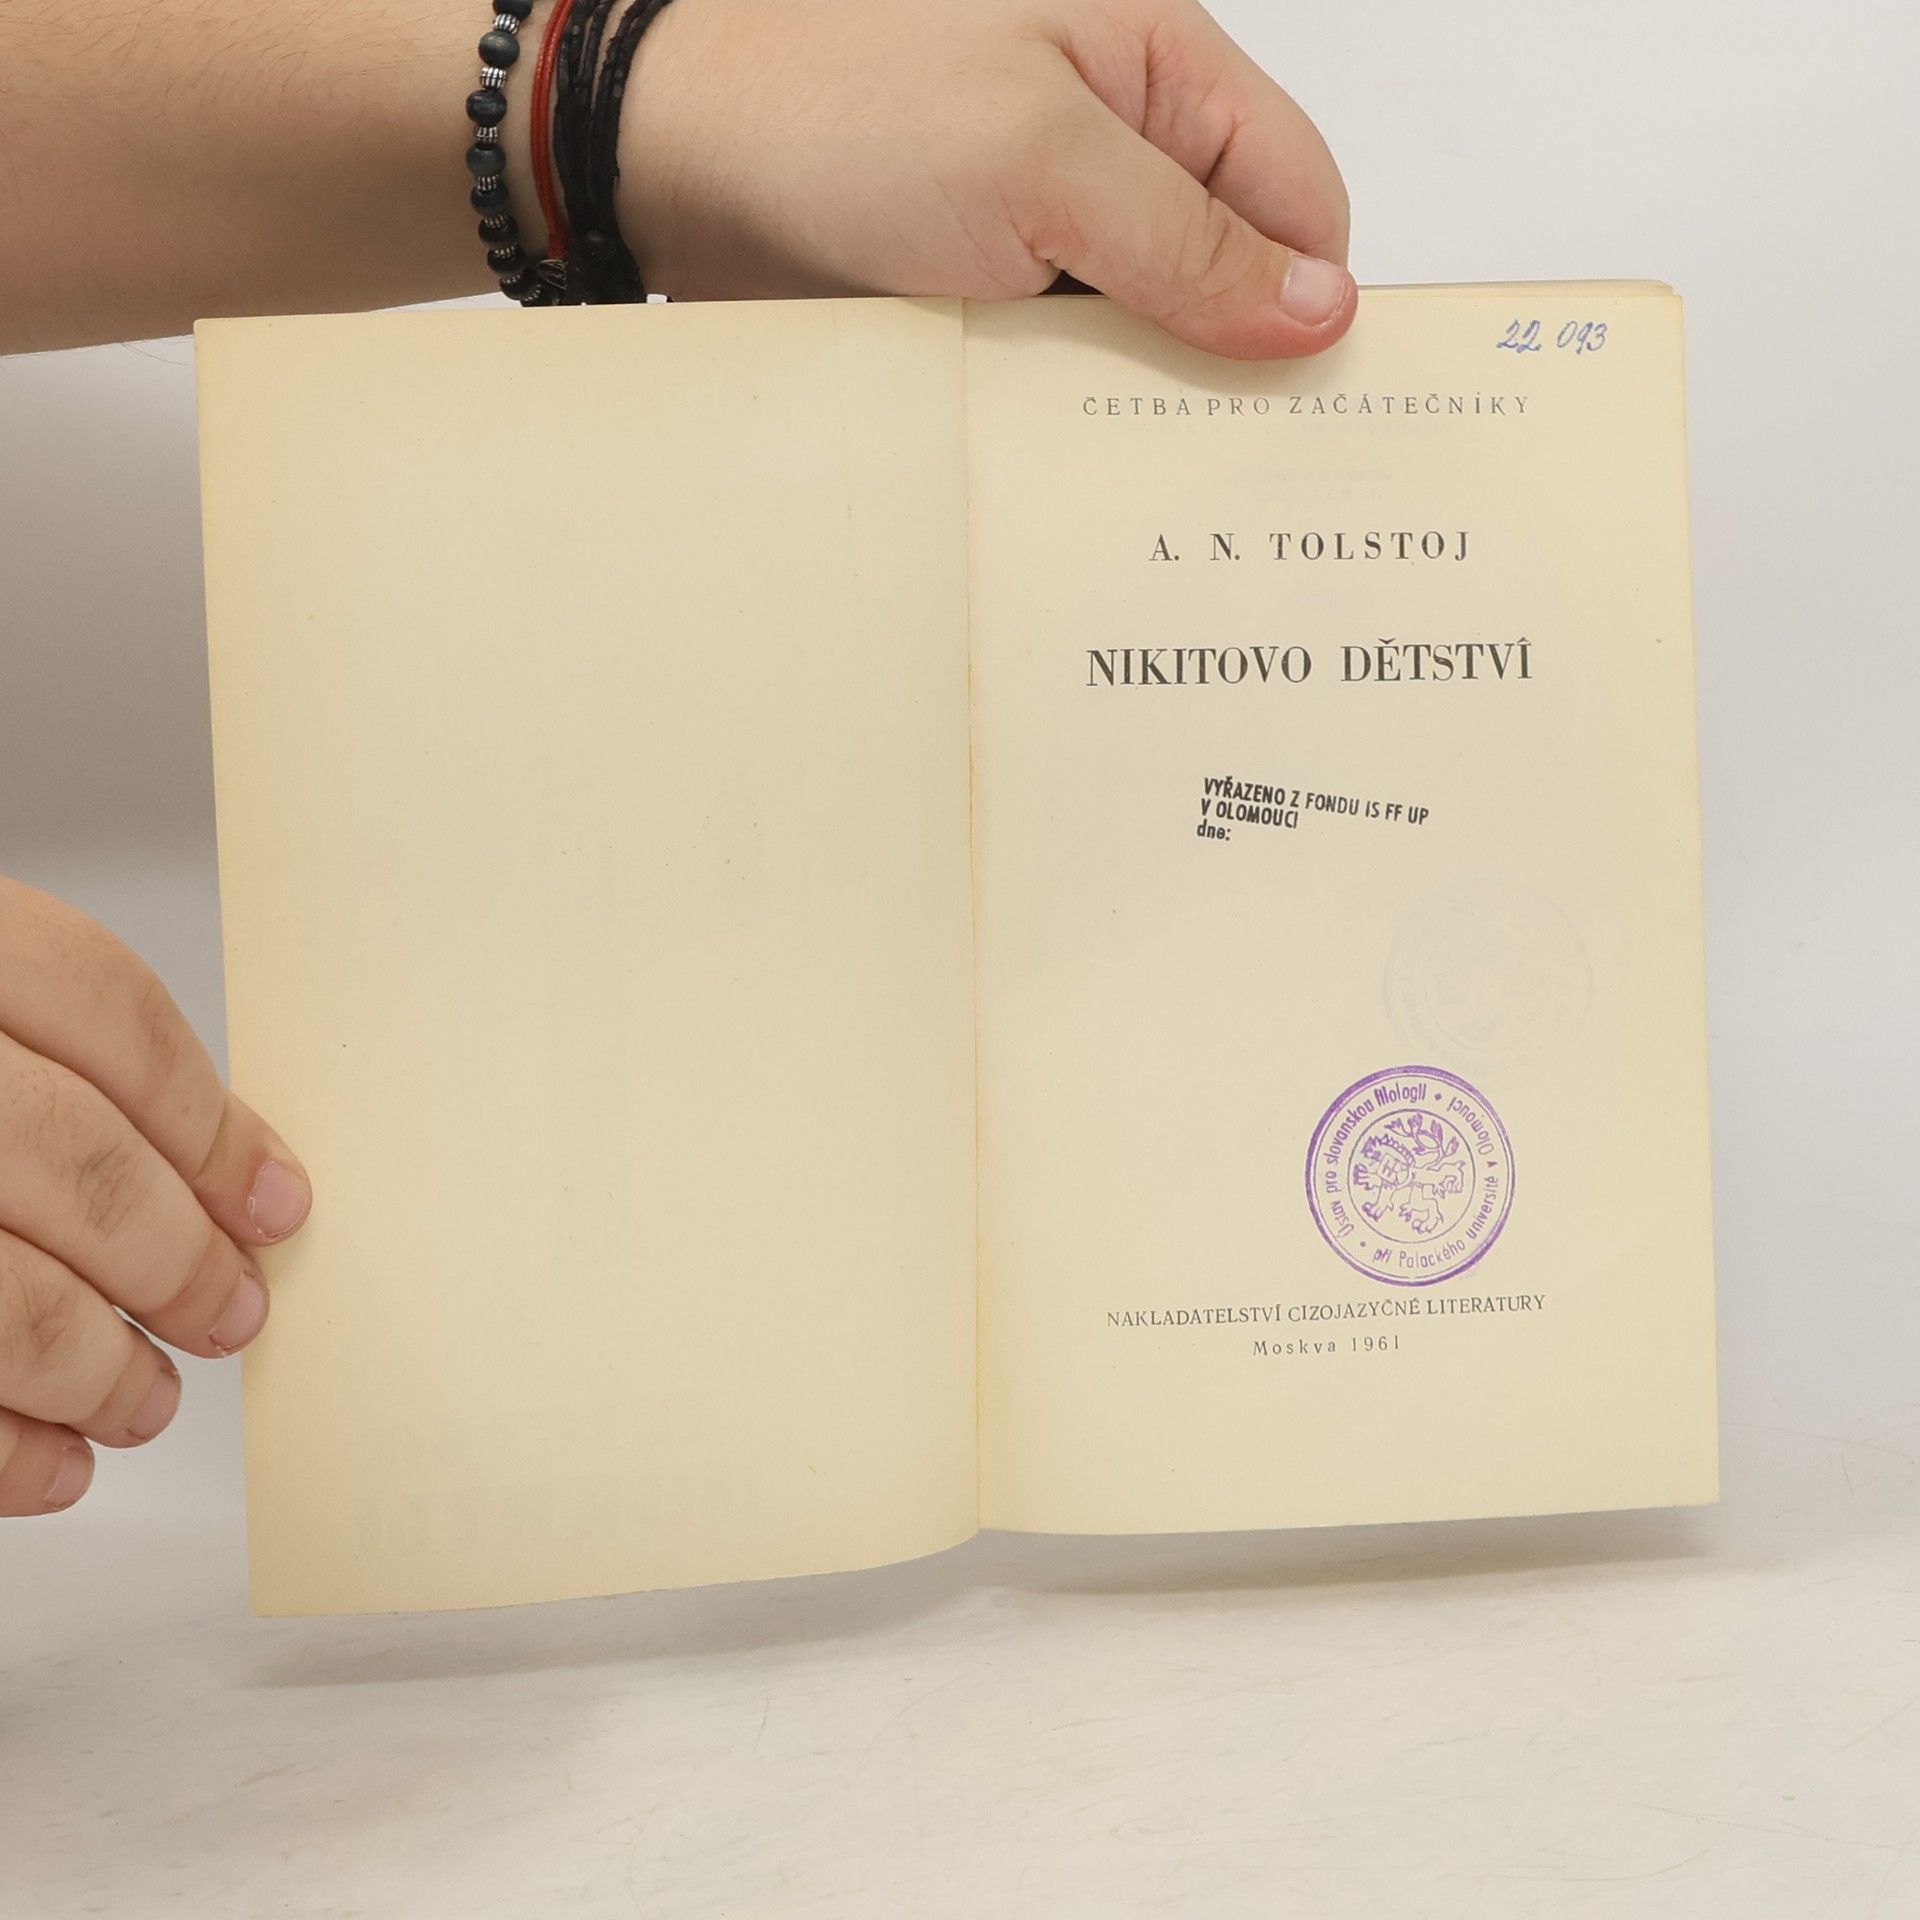 22 093
ČETBA PRO ZAČÁTEČNÍKY
A. N. TOLSTOJ
NIKITOVO DĚTSTVÍ
VYŘAZENO Z FONDU IS FF UP
V OLOMOUCI
dne:
Ústav pro slovanskou filologii • při Palackého universitě v Olomouci •
NAKLADATELSTVÍ CIZOJAZYČNÉ LITERATURY
Moskva 1961